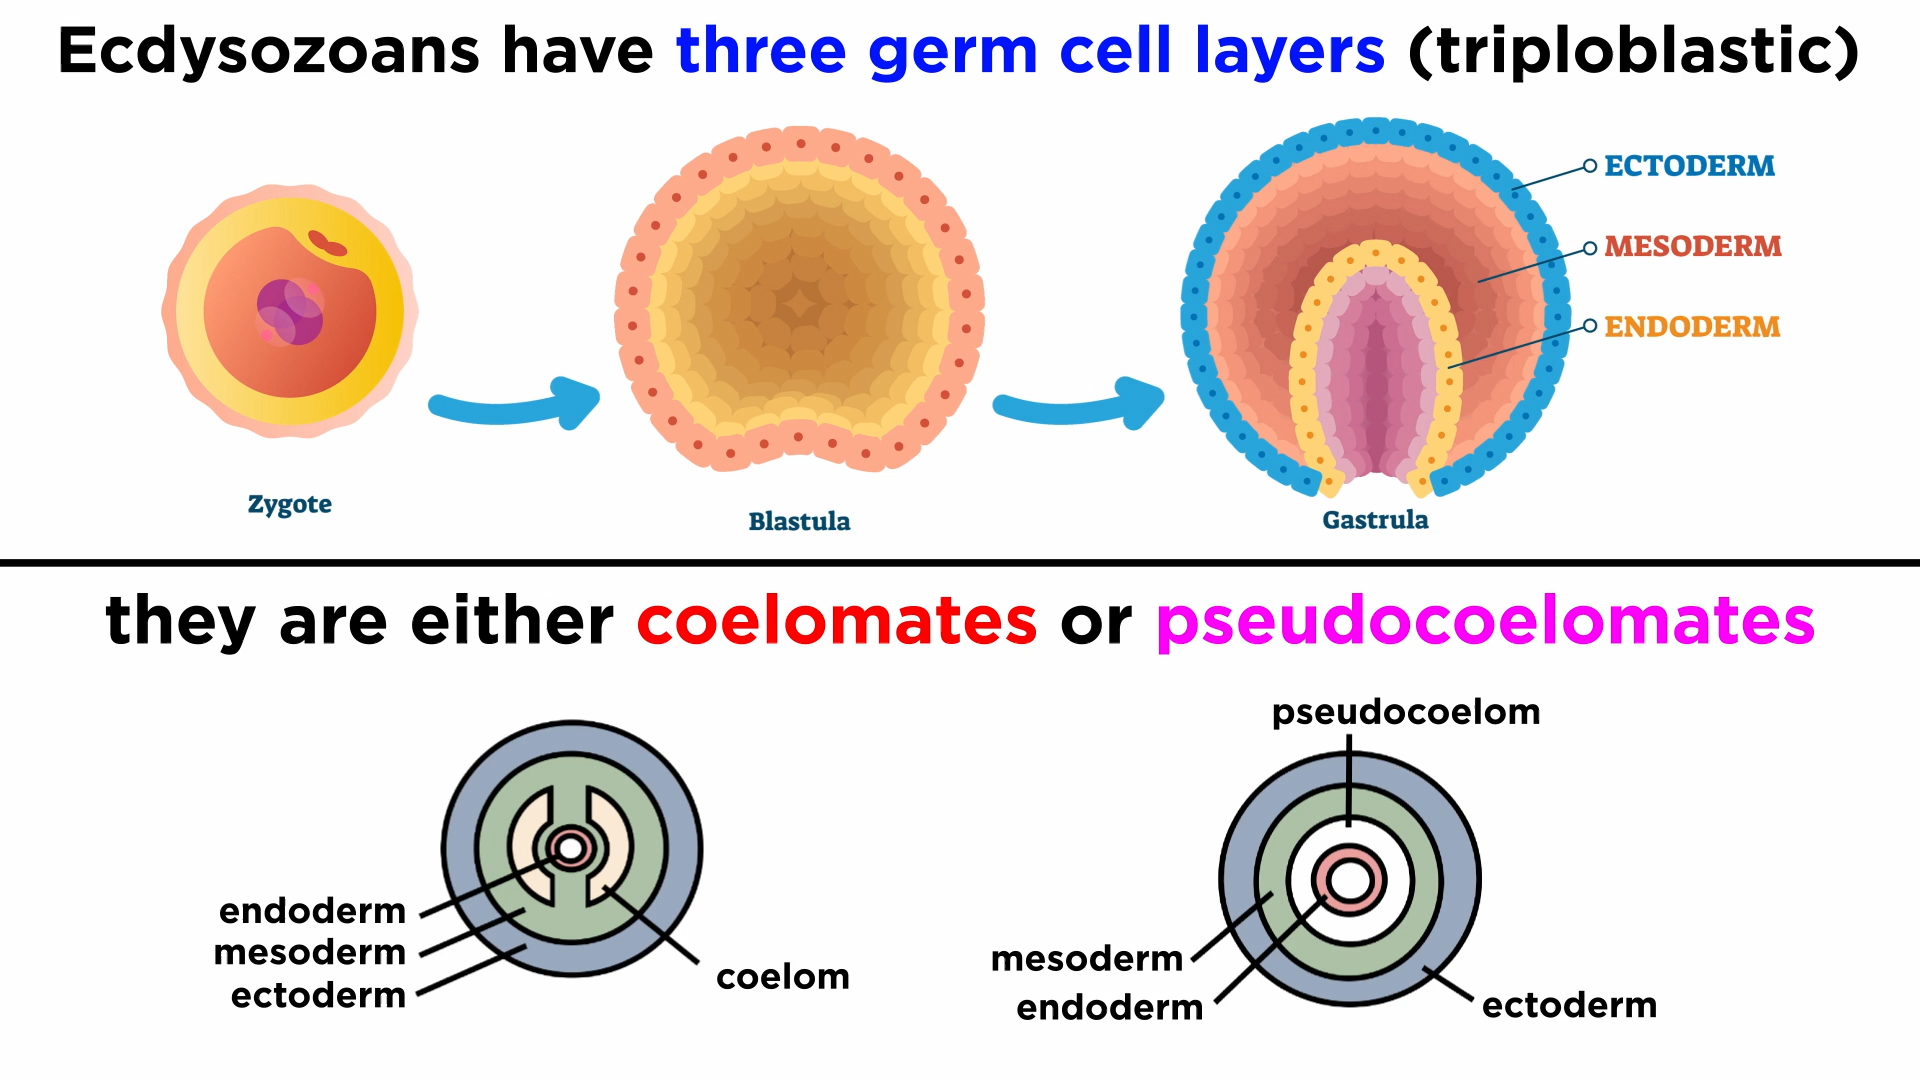 Ecdysozoans have three germ cell layers (triploblastic)
ECTODERM
MESODERM
ENDODERM
Zygote
Blastula
Gastrula
they are either coelomates or pseudocoelomates
endoderm
mesoderm
ectoderm
coelom
pseudocoelom
mesoderm
endoderm
ectoderm